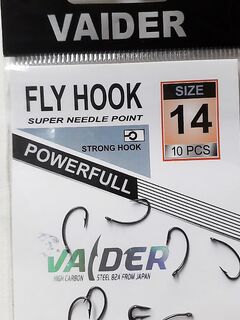 VAIDER
FLY HOOK
SUPER NEEDLE POINT
STRONG HOOK
SIZE
14
10 PCS
POWERFULL
VAIDER
HIGH CARBON STEEL 82A FROM JAPAN